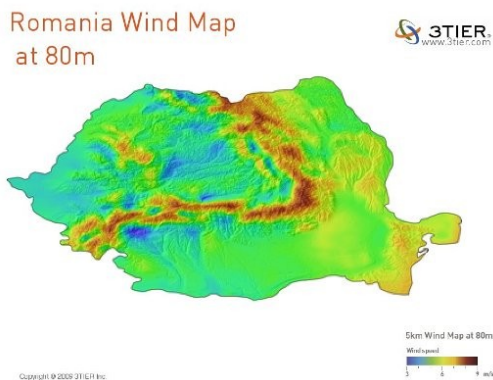 Romania Wind Map
at 80m
3TIER®
www.3tier.com
5km Wind Map at 80m
Wind speed
3 6 9 m/s
Copyright © 2009 3TIER Inc.